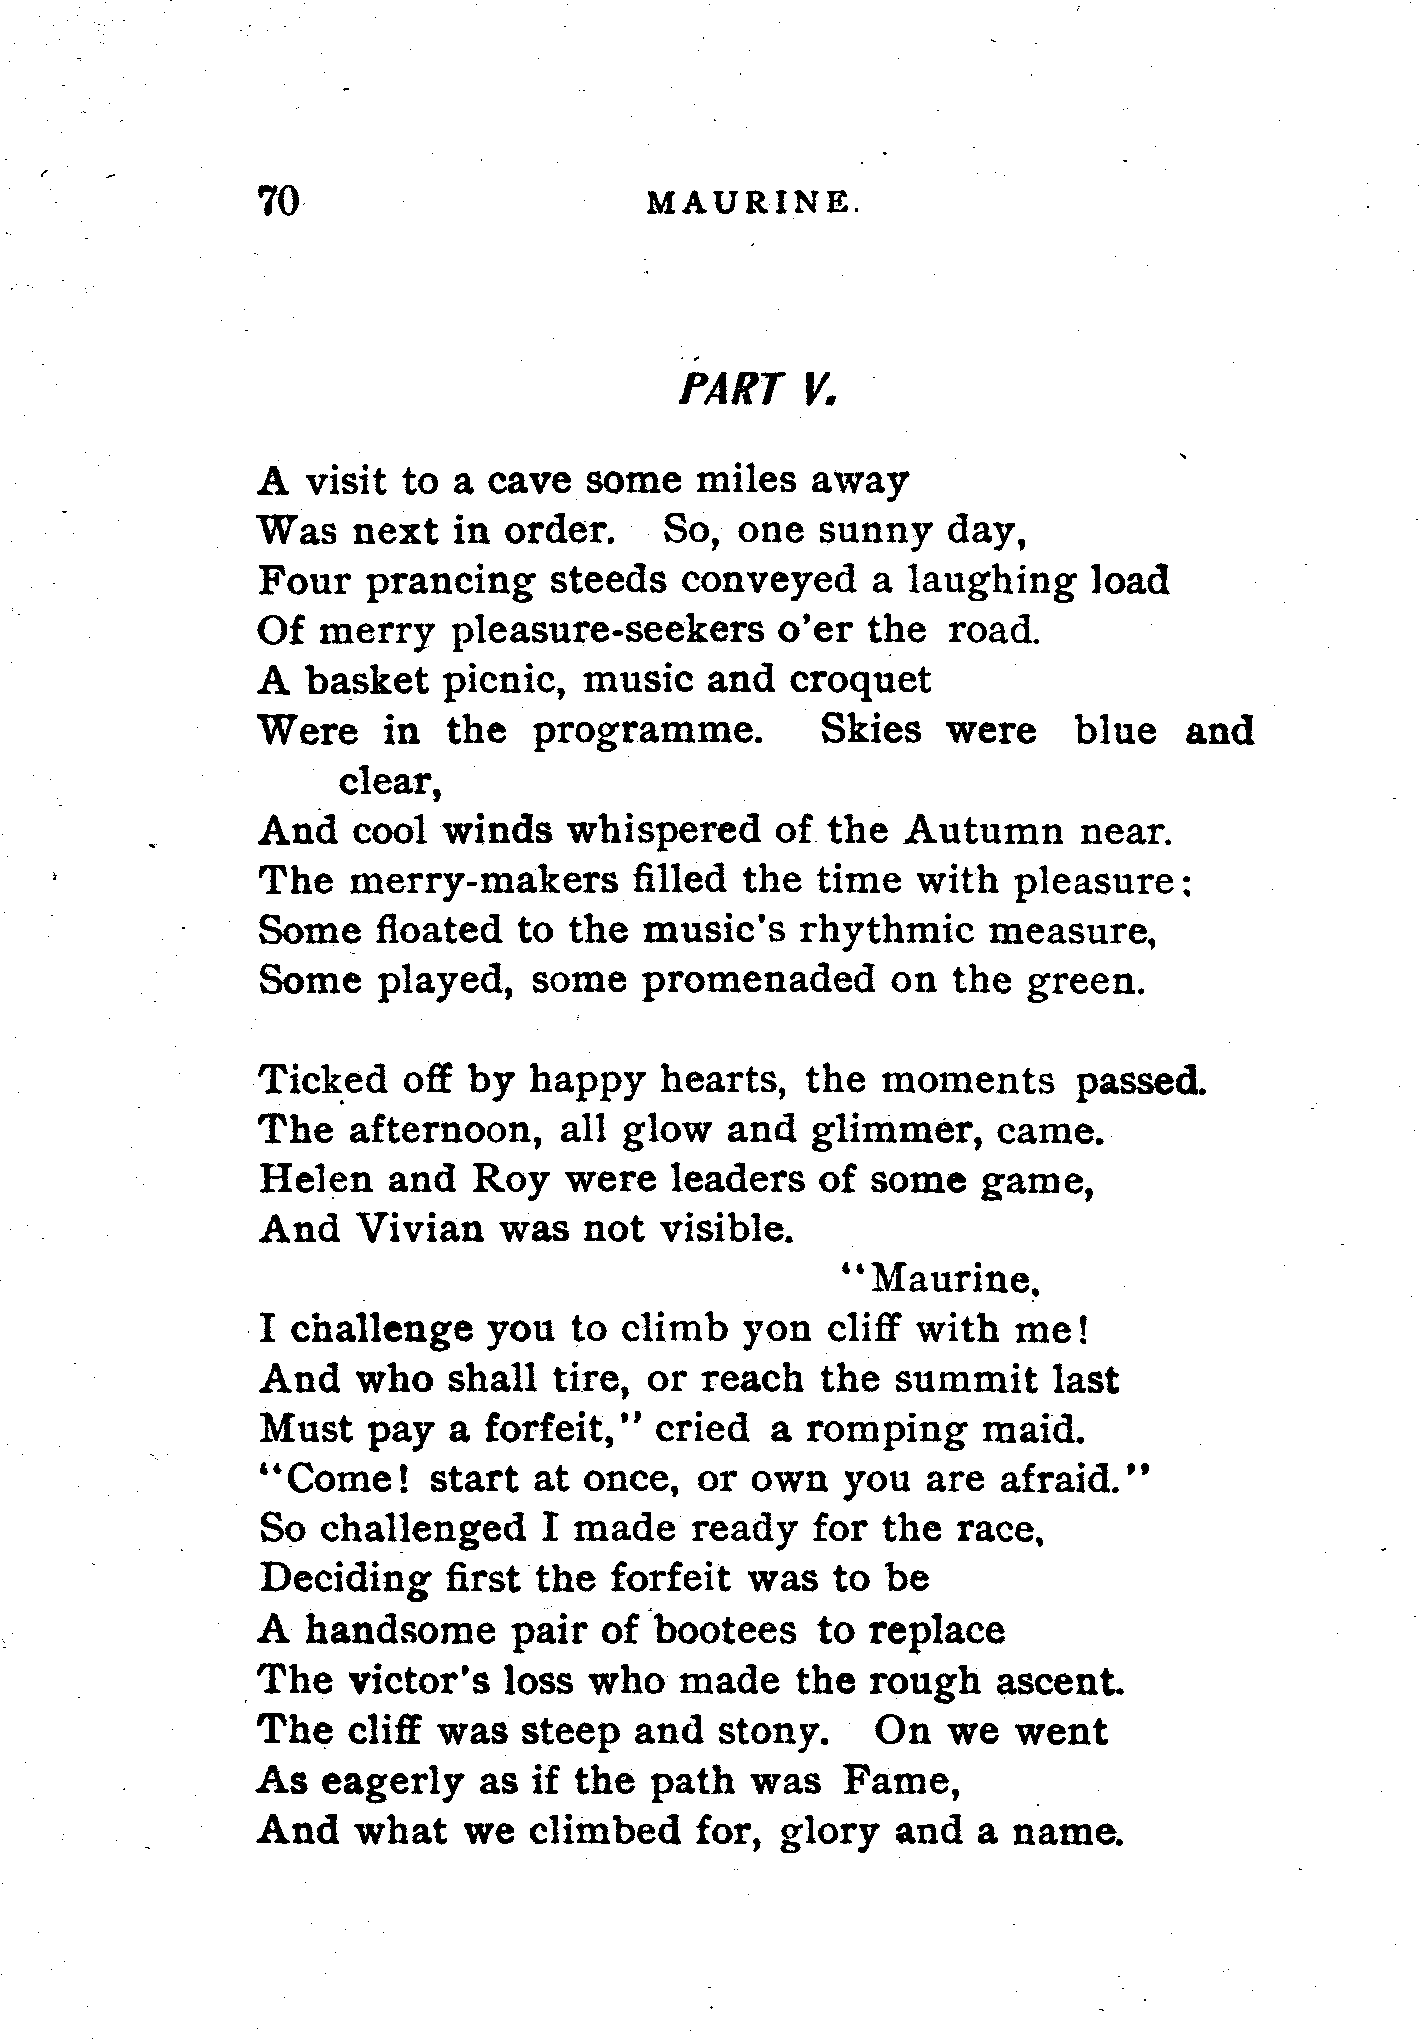 70 MAURINE.
PART V.
A visit to a cave some miles away
Was next in order. So, one sunny day,
Four prancing steeds conveyed a laughing load
Of merry pleasure-seekers o'er the road.
A basket picnic, music and croquet
Were in the programme. Skies were blue and
clear,
And cool winds whispered of the Autumn near.
The merry-makers filled the time with pleasure;
Some floated to the music's rhythmic measure,
Some played, some promenaded on the green.
Ticked off by happy hearts, the moments passed.
The afternoon, all glow and glimmer, came.
Helen and Roy were leaders of some game,
And Vivian was not visible.
"Maurine,
I challenge you to climb yon cliff with me!
And who shall tire, or reach the summit last
Must pay a forfeit," cried a romping maid.
"Come! start at once, or own you are afraid."
So challenged I made ready for the race,
Deciding first the forfeit was to be
A handsome pair of bootees to replace
The victor's loss who made the rough ascent.
The cliff was steep and stony. On we went
As eagerly as if the path was Fame,
And what we climbed for, glory and a name.